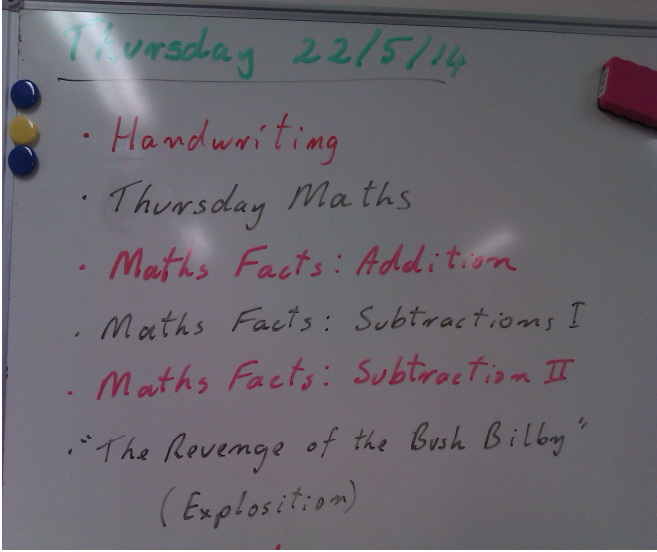 Thursday 22/5/14
· Handwriting
· Thursday Maths
· Maths Facts: Addition
· Maths Facts: Subtractions I
· Maths Facts: Subtraction II
· "The Revenge of the Bush Bilby"
(Explosition)